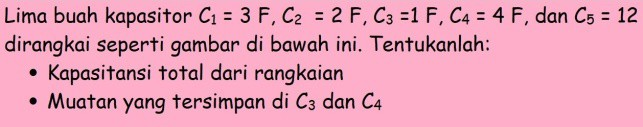 Lima buah kapasitor C₁ = 3 F, C₂ = 2 F, C₃ =1 F, C₄ = 4 F, dan C₅ = 12
dirangkai seperti gambar di bawah ini. Tentukanlah:
• Kapasitansi total dari rangkaian
• Muatan yang tersimpan di C₃ dan C₄